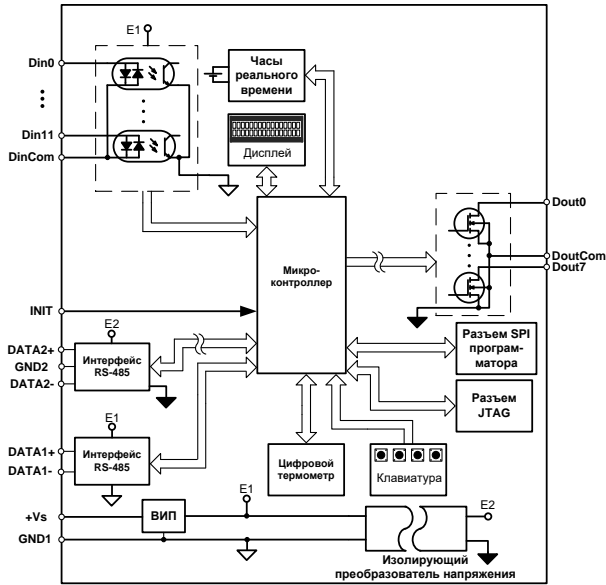 E1
Din0
Din11
DinCom
Часы
реального
времени
Дисплей
Dout0
DoutCom
Dout7
Микро-
контроллер
INIT
E2
DATA2+
GND2
DATA2-
Интерфейс
RS-485
Разъем SPI
програм-
матора
Разъем
JTAG
E1
DATA1+
DATA1-
Интерфейс
RS-485
Цифровой
термометр
Клавиатура
+Vs
GND1
ВИП
E1
E2
Изолирующий
преобразователь напряжения